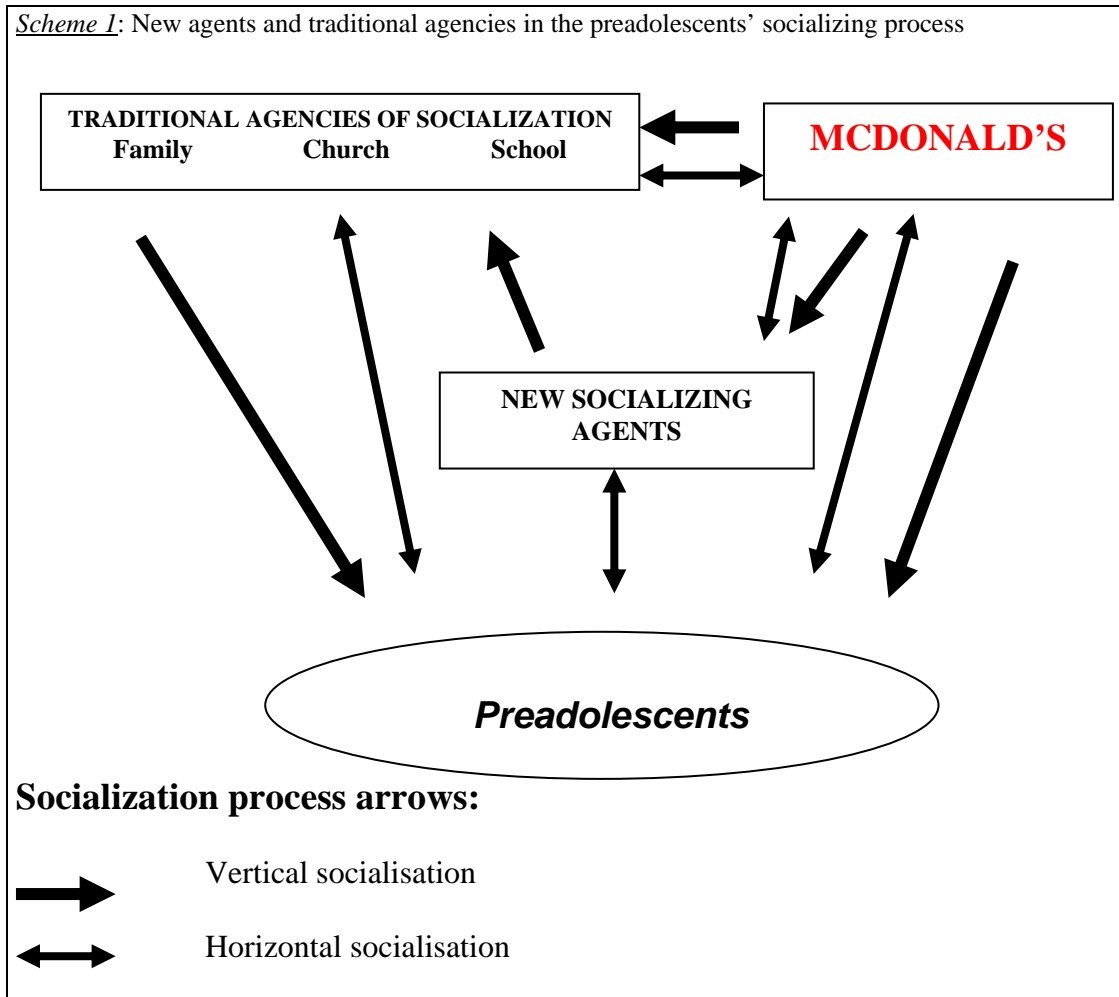 Scheme 1: New agents and traditional agencies in the preadolescents’ socializing process
TRADITIONAL AGENCIES OF SOCIALIZATION
Family Church School
MCDONALD’S
NEW SOCIALIZING
AGENTS
Preadolescents
Socialization process arrows:
Vertical socialisation
Horizontal socialisation